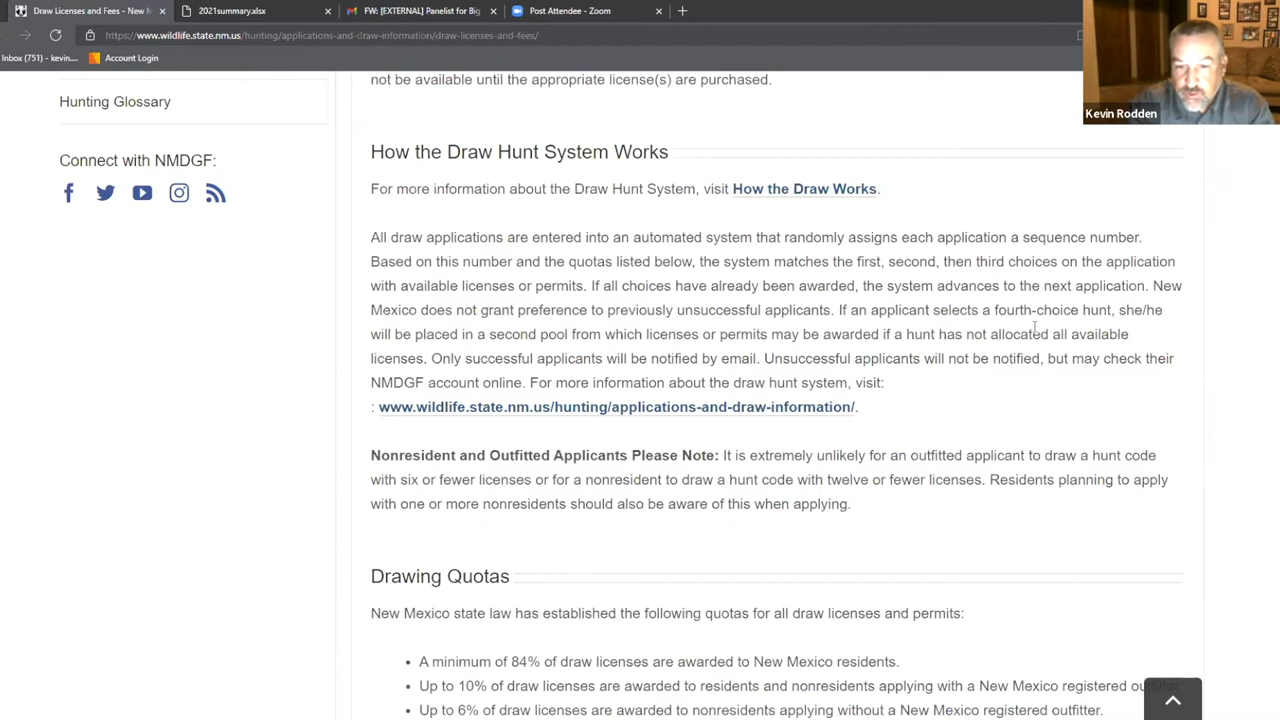 Draw Licenses and Fees - New M
2021summary.xlsx
FW: [EXTERNAL] Panelist for Big
Post Attendee - Zoom
https://www.wildlife.state.nm.us/hunting/applications-and-draw-information/draw-licenses-and-fees/
Inbox (751) - kevin....
Account Login
Kevin Rodden
Hunting Glossary
Connect with NMDGF:
not be available until the appropriate license(s) are purchased.
How the Draw Hunt System Works
For more information about the Draw Hunt System, visit How the Draw Works.
All draw applications are entered into an automated system that randomly assigns each application a sequence number.
Based on this number and the quotas listed below, the system matches the first, second, then third choices on the application
with available licenses or permits. If all choices have already been awarded, the system advances to the next application. New
Mexico does not grant preference to previously unsuccessful applicants. If an applicant selects a fourth-choice hunt, she/he
will be placed in a second pool from which licenses or permits may be awarded if a hunt has not allocated all available
licenses. Only successful applicants will be notified by email. Unsuccessful applicants will not be notified, but may check their
NMDGF account online. For more information about the draw hunt system, visit:
: www.wildlife.state.nm.us/hunting/applications-and-draw-information/.
Nonresident and Outfitted Applicants Please Note: It is extremely unlikely for an outfitted applicant to draw a hunt code
with six or fewer licenses or for a nonresident to draw a hunt code with twelve or fewer licenses. Residents planning to apply
with one or more nonresidents should also be aware of this when applying.
Drawing Quotas
New Mexico state law has established the following quotas for all draw licenses and permits:
• A minimum of 84% of draw licenses are awarded to New Mexico residents.
• Up to 10% of draw licenses are awarded to residents and nonresidents applying with a New Mexico registered outfitter.
• Up to 6% of draw licenses are awarded to nonresidents applying without a New Mexico registered outfitter.